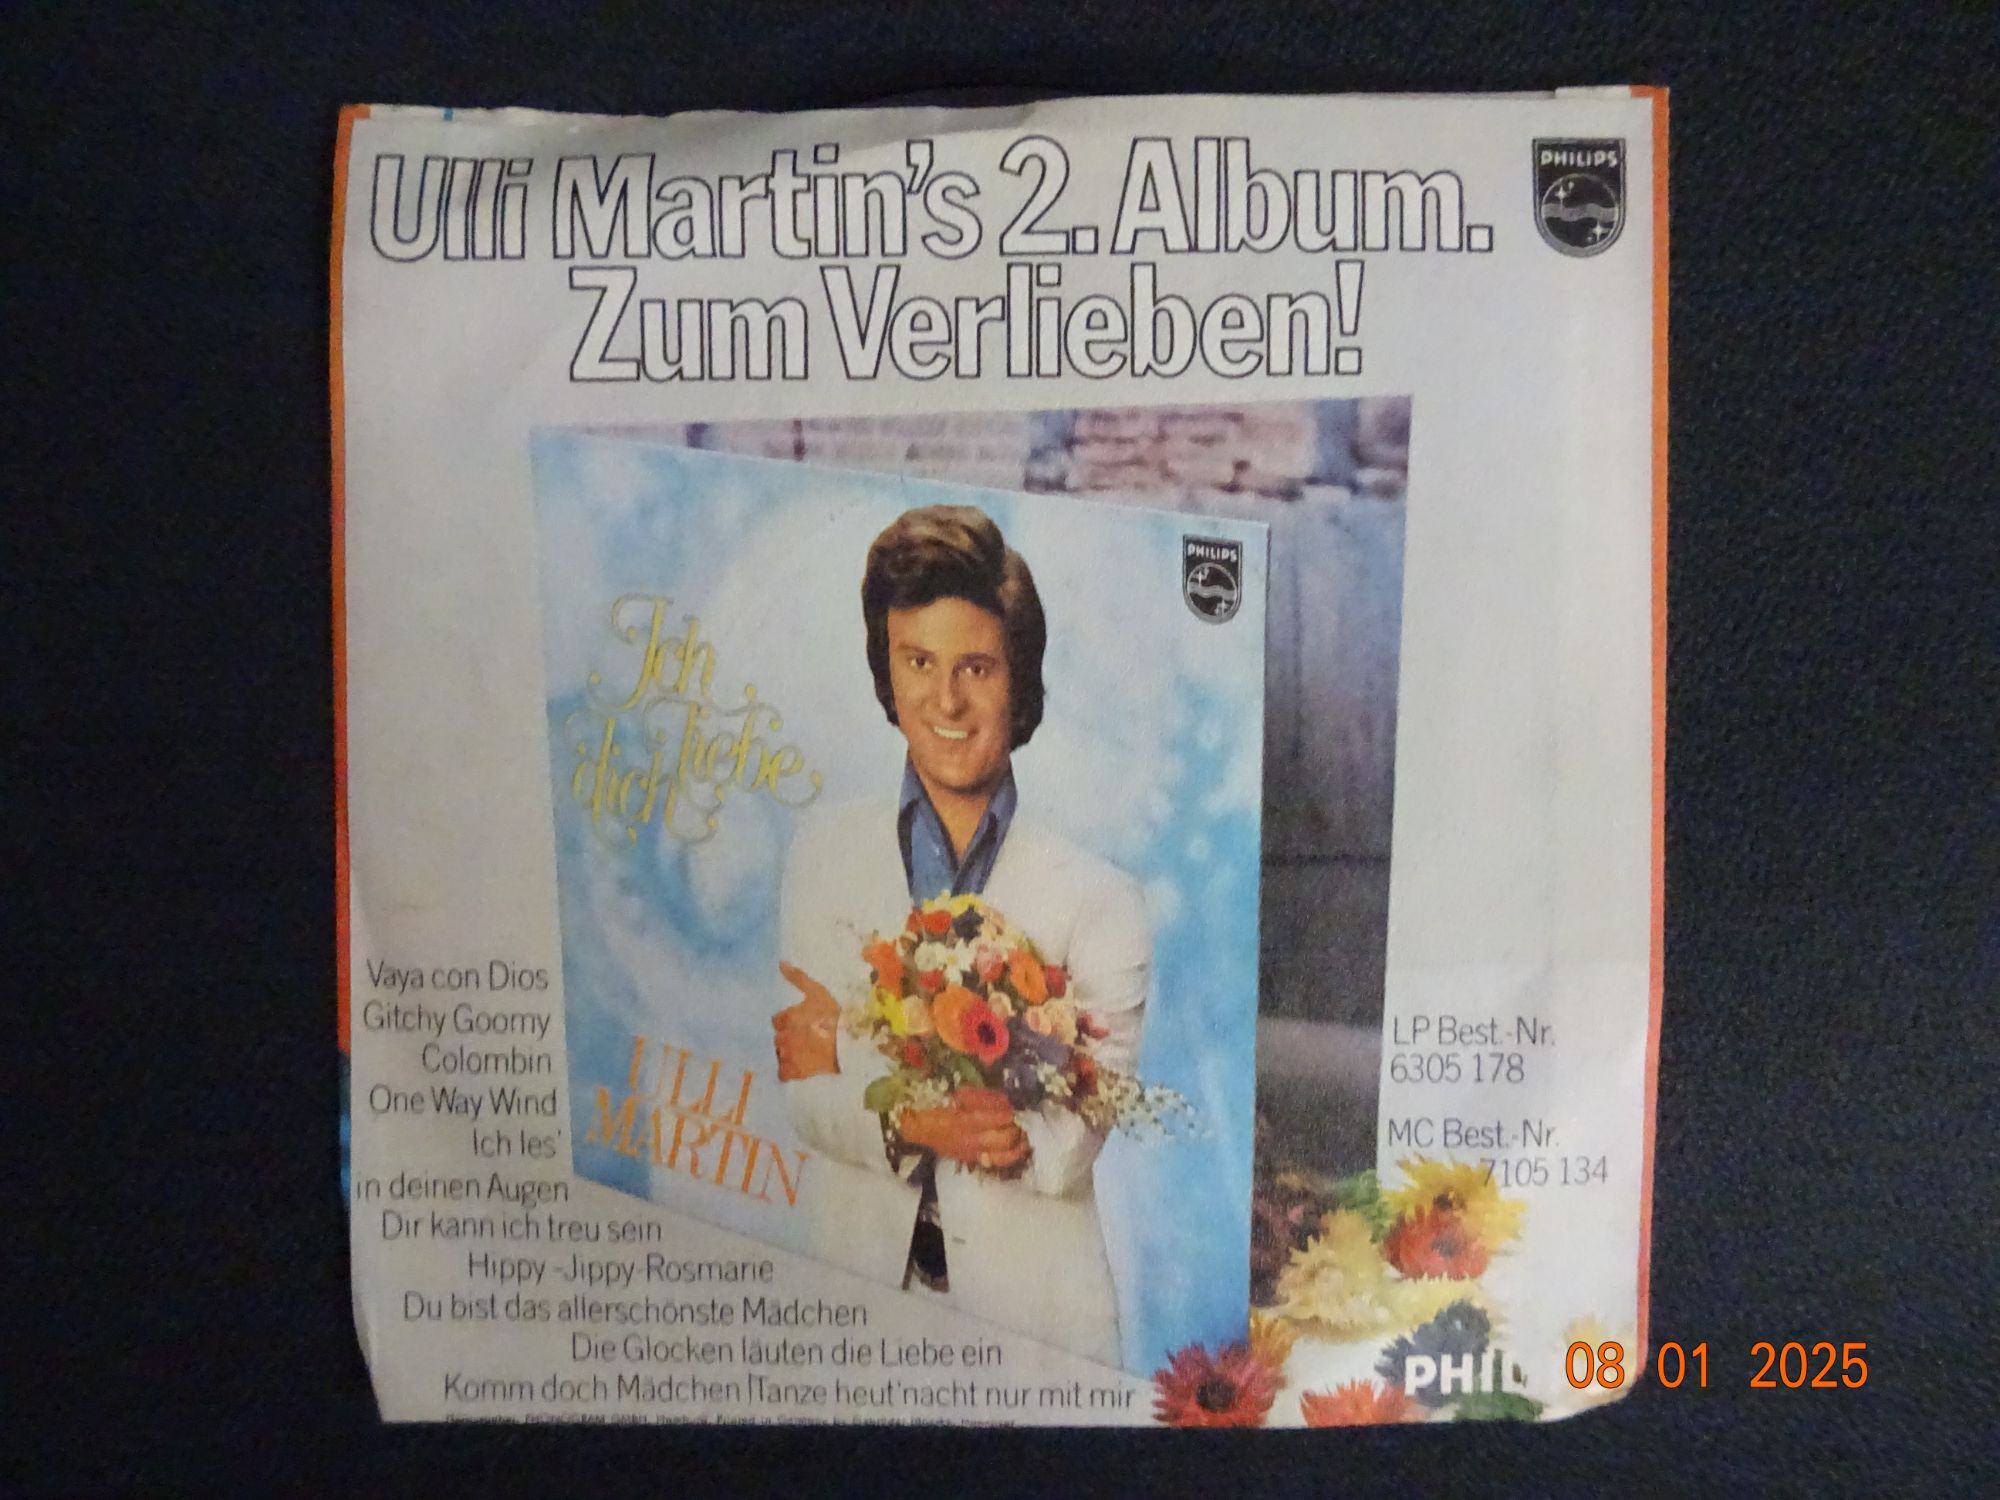 Ulli Martin's 2. Album.
Zum Verlieben!
PHILIPS
PHILIPS
Ich
liebe
dich
ULLI
MARTIN
Vaya con Dios
Gitchy Goomy
Colombin
One Way Wind
Ich les'
in deinen Augen
Dir kann ich treu sein
Hippy-Jippy-Rosmarie
Du bist das allerschönste Mädchen
Die Glocken läuten die Liebe ein
Komm doch Mädchen | Tanze heut' nacht nur mit mir
LP Best.-Nr.
6305 178
MC Best.-Nr.
7105 134
PHIL
08 01 2025